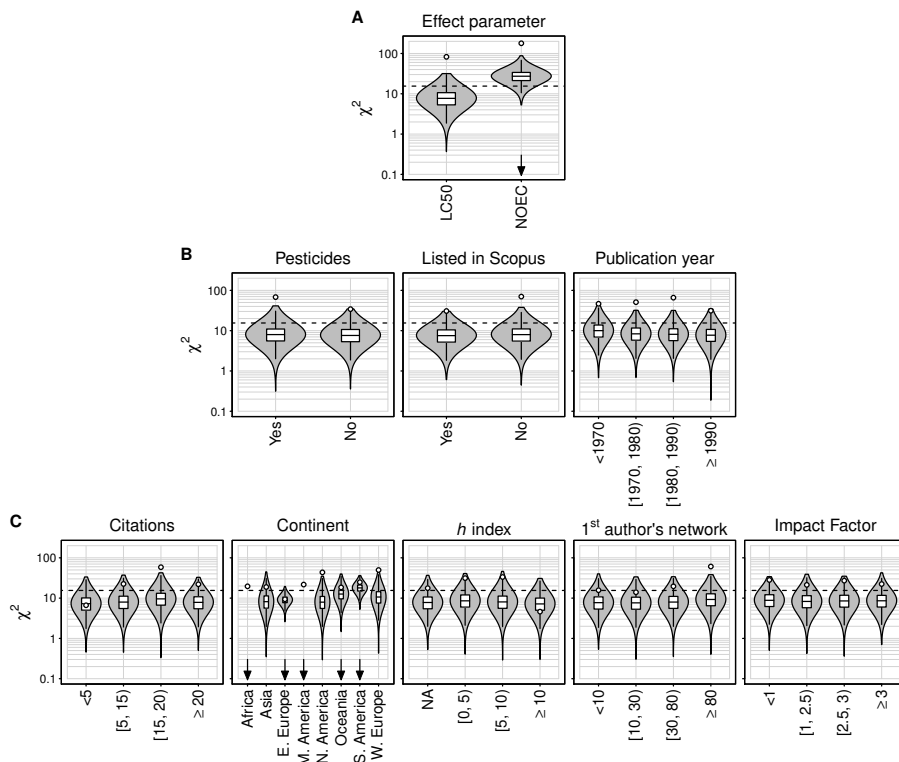 A
Effect parameter
100
10
1
0.1
χ²
LC50
NOEC
B
Pesticides
Listed in Scopus
Publication year
100
10
1
0.1
χ²
Yes
No
Yes
No
<1970
[1970, 1980)
[1980, 1990)
≥ 1990
C
Citations
Continent
h index
1st author's network
Impact Factor
100
10
1
0.1
χ²
<5
[5, 15)
[15, 20)
≥ 20
Africa
Asia
E. Europe
M. America
N. America
Oceania
S. America
W. Europe
NA
[0, 5)
[5, 10)
≥ 10
<10
[10, 30)
[30, 80)
≥ 80
<1
[1, 2.5)
[2.5, 3)
≥ 3